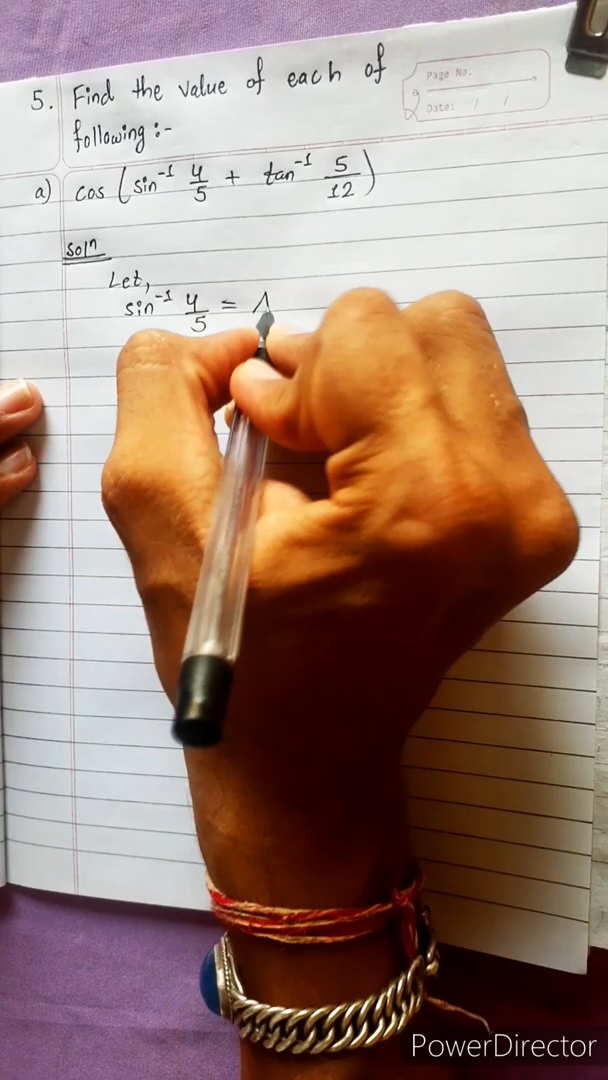 5. Find the value of each of
following :-
Page No.
Date: / /
a) cos (sin⁻¹ 4/5 + tan⁻¹ 5/12)
Solⁿ
Let,
sin⁻¹ 4/5 = A
PowerDirector